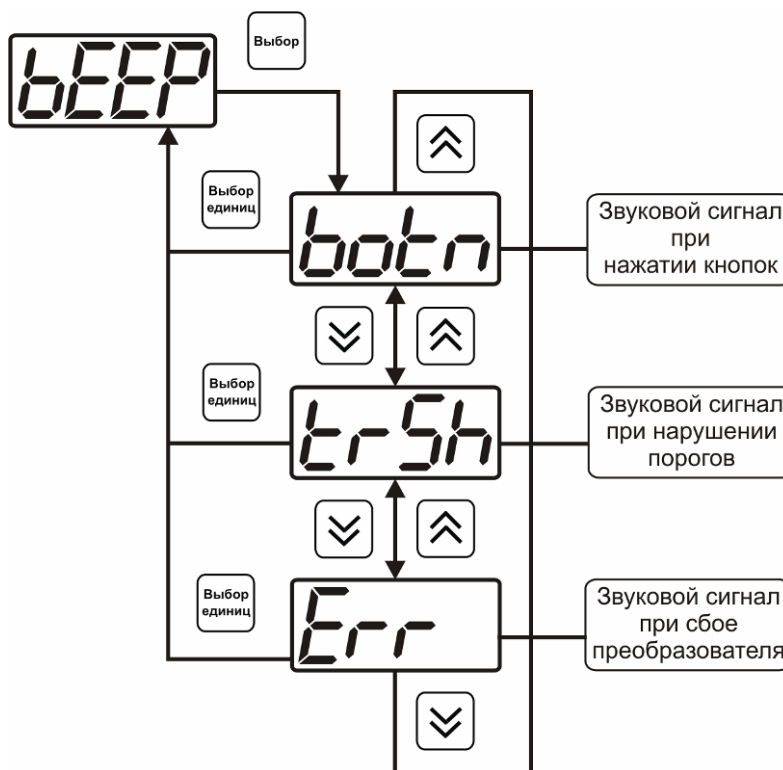 Выбор
bEEP
Выбор
единиц
botn
Звуковой сигнал
при
нажатии кнопок
Выбор
единиц
trSh
Звуковой сигнал
при нарушении
порогов
Выбор
единиц
Err
Звуковой сигнал
при сбое
преобразователя